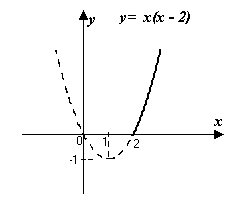 y y = x(x - 2)
x
0 1 2
-1